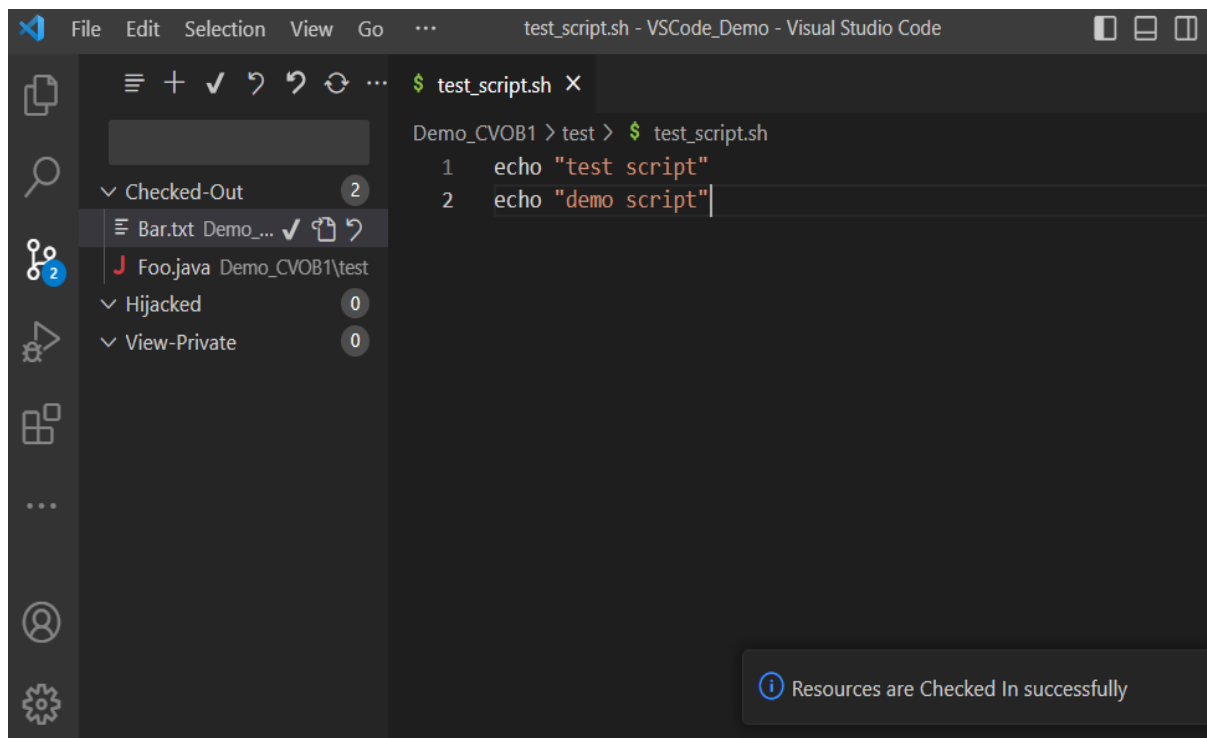 File Edit Selection View Go ··· test_script.sh - VSCode_Demo - Visual Studio Code
$ test_script.sh
Demo_CVOB1 > test > $ test_script.sh
1 echo "test script"
2 echo "demo script"
Checked-Out 2
Bar.txt Demo_...
J Foo.java Demo_CVOB1\test
Hijacked 0
View-Private 0
2
Resources are Checked In successfully